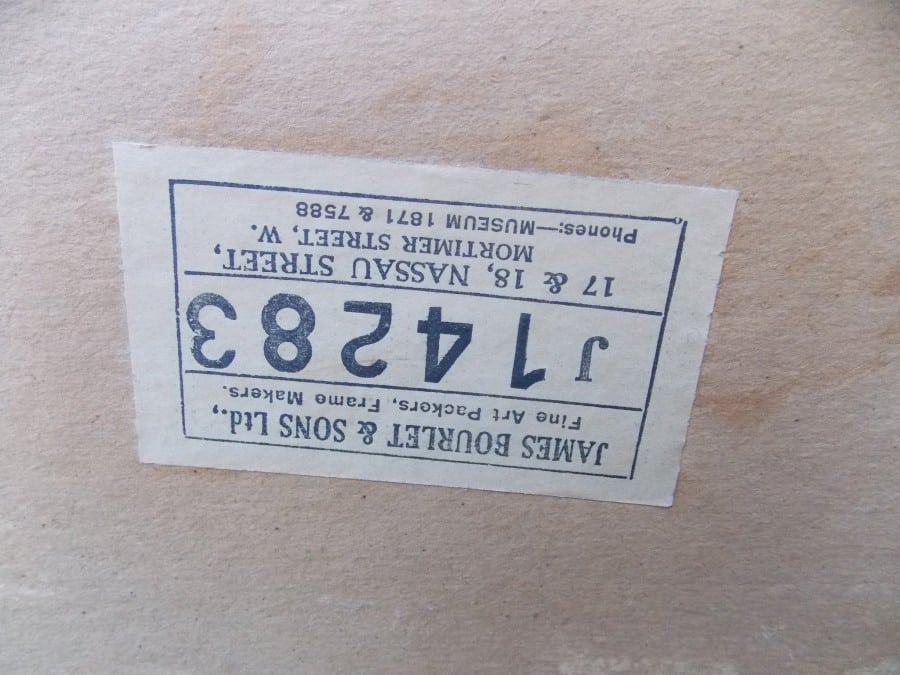 JAMES BOURLET & SONS Ltd.,
Fine Art Packers, Frame Makers.
J14283
17 & 18, NASSAU STREET,
MORTIMER STREET, W.
Phones:—MUSEUM 1871 & 7588